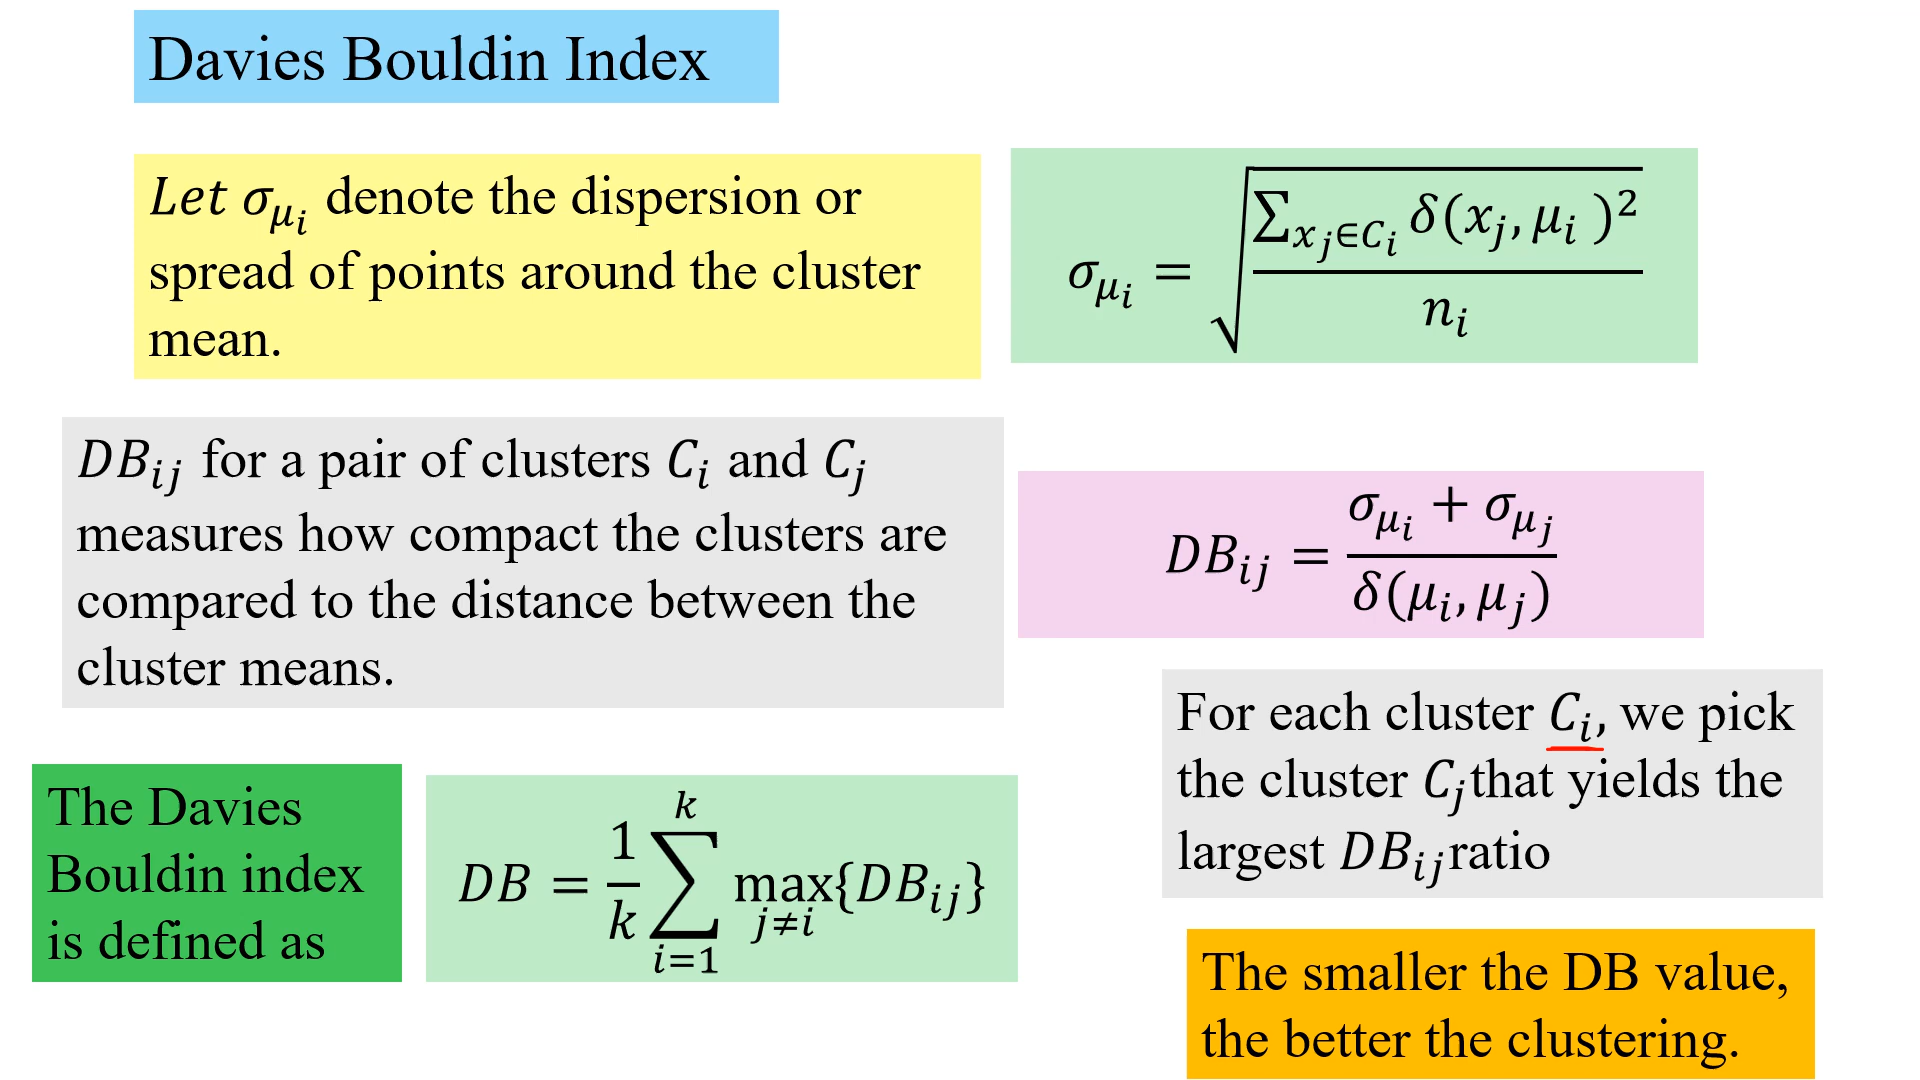 Davies Bouldin Index
Let σ_{μ_i} denote the dispersion or
spread of points around the cluster
mean.
σ_{μ_i} = √(∑_{x_j∈C_i} δ(x_j, μ_i )² / n_i)
DB_{ij} for a pair of clusters C_i and C_j
measures how compact the clusters are
compared to the distance between the
cluster means.
DB_{ij} = (σ_{μ_i} + σ_{μ_j}) / δ(μ_i, μ_j)
For each cluster C_i, we pick
the cluster C_j that yields the
largest DB_{ij} ratio
The Davies
Bouldin index
is defined as
DB = 1/k ∑_{i=1}^{k} max_{j≠i}{DB_{ij}}
The smaller the DB value,
the better the clustering.